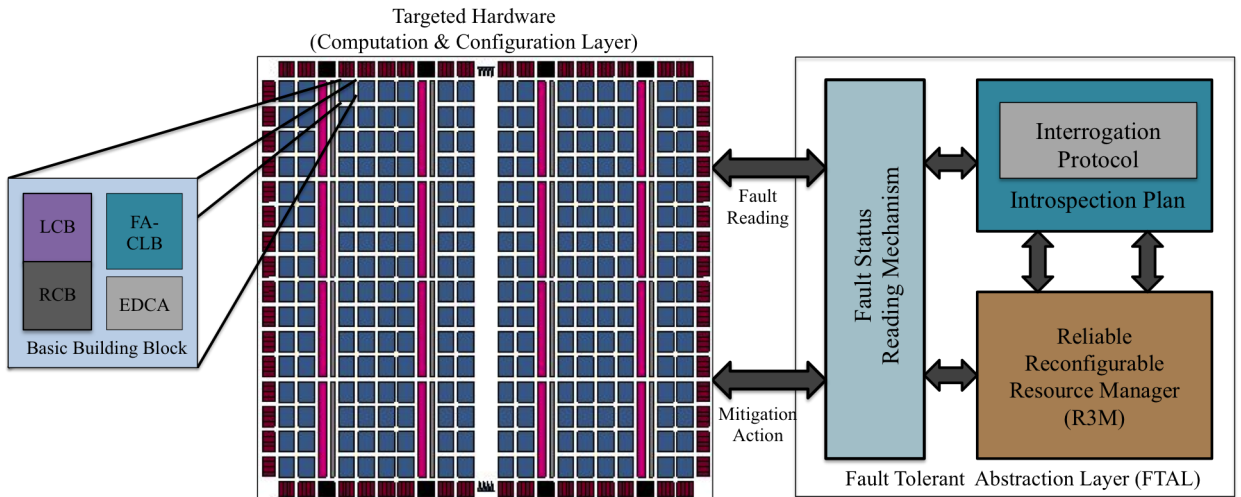 Targeted Hardware
(Computation & Configuration Layer)
LCB
FA-
CLB
RCB
EDCA
Basic Building Block
Fault
Reading
Mitigation
Action
Fault Status
Reading Mechanism
Interrogation
Protocol
Introspection Plan
Reliable
Reconfigurable
Resource Manager
(R3M)
Fault Tolerant Abstraction Layer (FTAL)